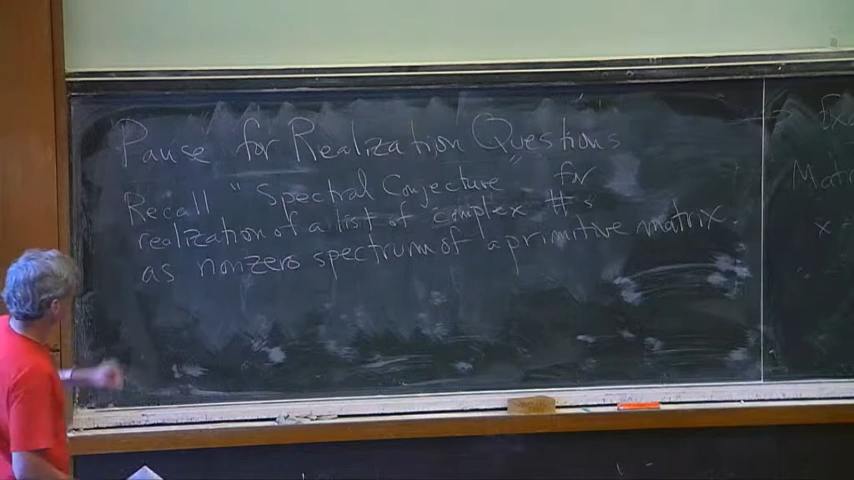 Pause for Realization Questions
Recall "Spectral Conjecture for
realization of a list of complex #s
as nonzero spectrum of a primitive matrix.
Matri
x